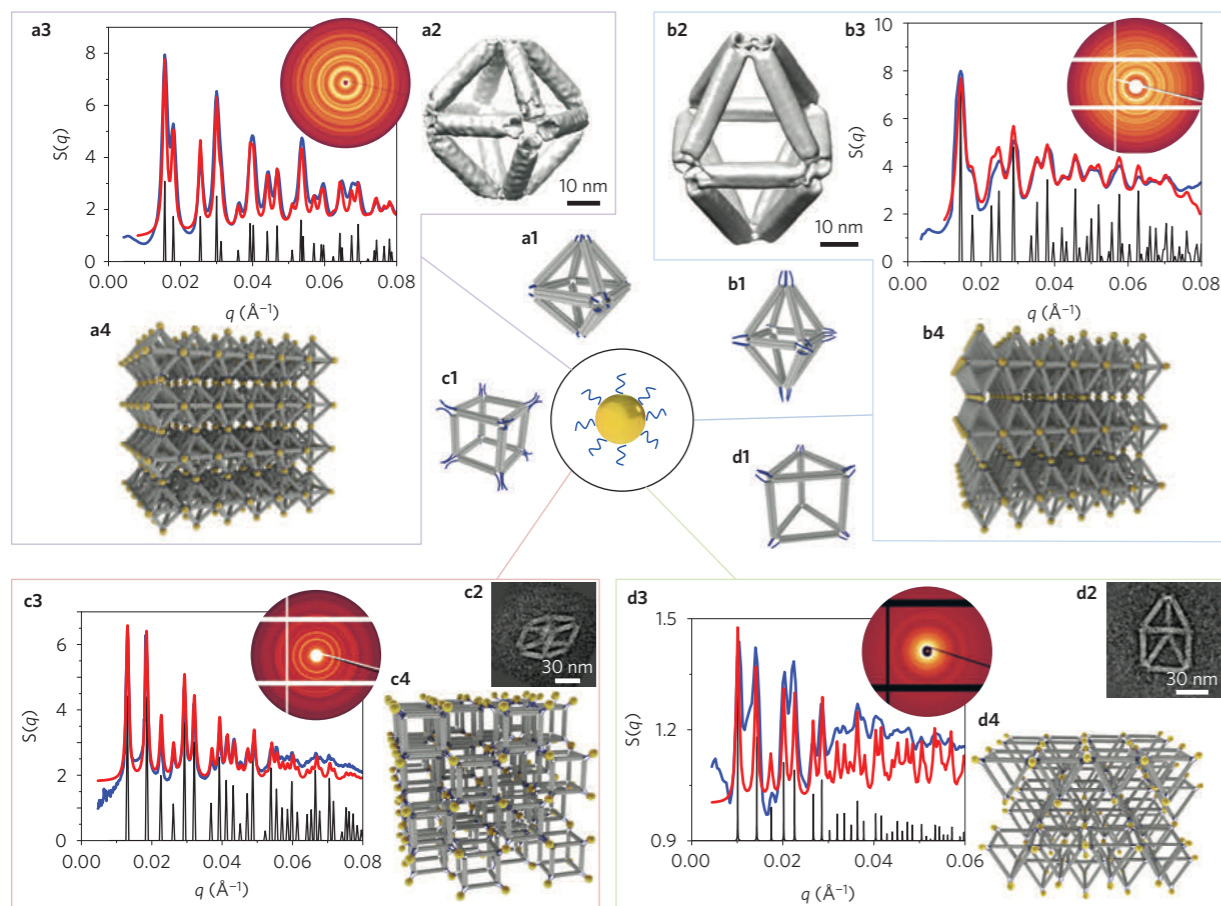 a3
8
6
4
2
0
S(q)
0.00 0.02 0.04 0.06 0.08
q (Å⁻¹)
a2
10 nm
b2
10 nm
b3
10
8
6
4
2
0
S(q)
0.00 0.02 0.04 0.06 0.08
q (Å⁻¹)
a1
b1
a4
b4
c1
d1
c3
6
4
2
0
S(q)
0.00 0.02 0.04 0.06 0.08
q (Å⁻¹)
c2
30 nm
c4
d3
1.5
1.2
0.9
S(q)
0.00 0.02 0.04 0.06
q (Å⁻¹)
d2
30 nm
d4